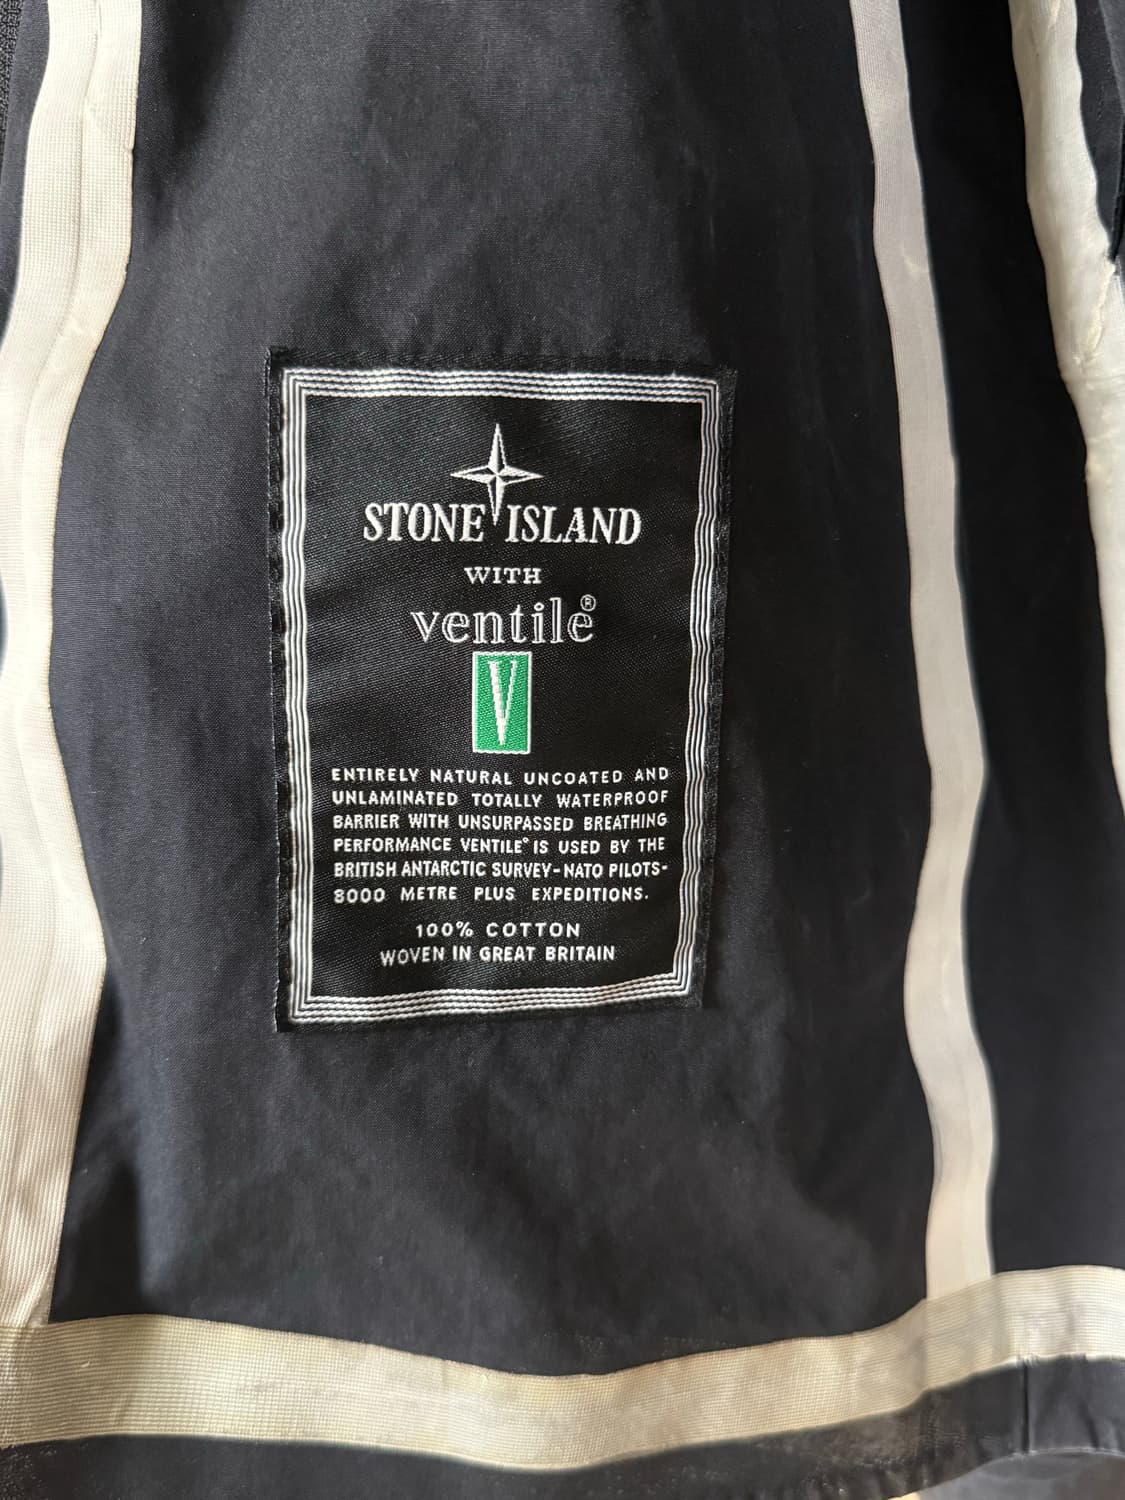 STONE ISLAND
WITH
ventile®
V
ENTIRELY NATURAL UNCOATED AND
UNLAMINATED TOTALLY WATERPROOF
BARRIER WITH UNSURPASSED BREATHING
PERFORMANCE VENTILE® IS USED BY THE
BRITISH ANTARCTIC SURVEY-NATO PILOTS-
8000 METRE PLUS EXPEDITIONS.
100% COTTON
WOVEN IN GREAT BRITAIN